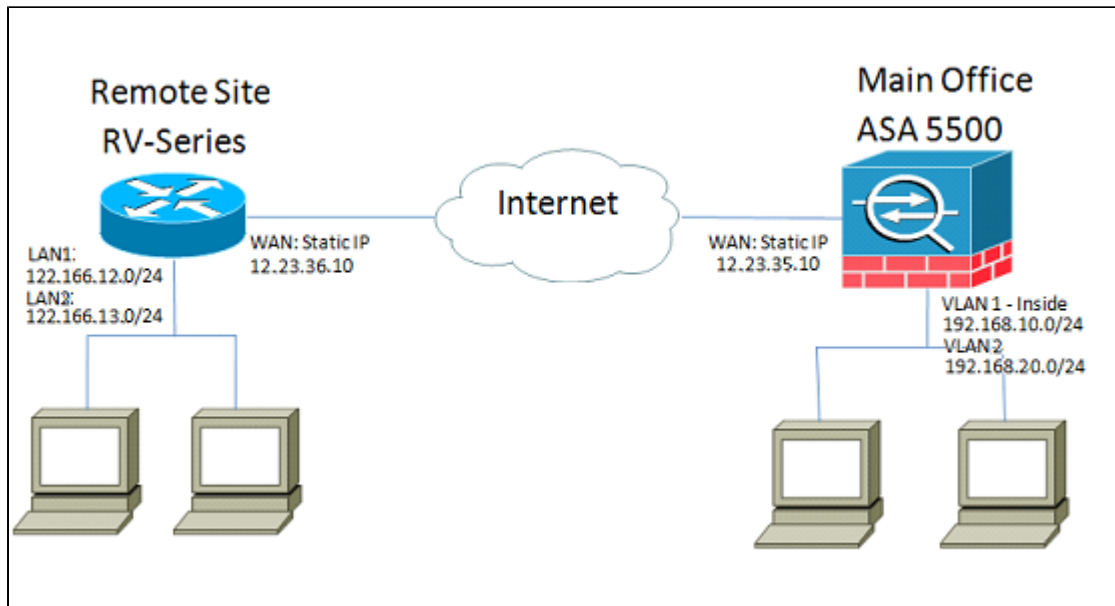 Remote Site
RV-Series
LAN1:
122.166.12.0/24
LAN2:
122.166.13.0/24
WAN: Static IP
12.23.36.10
Internet
Main Office
ASA 5500
WAN: Static IP
12.23.35.10
VLAN 1 - Inside
192.168.10.0/24
VLAN 2
192.168.20.0/24